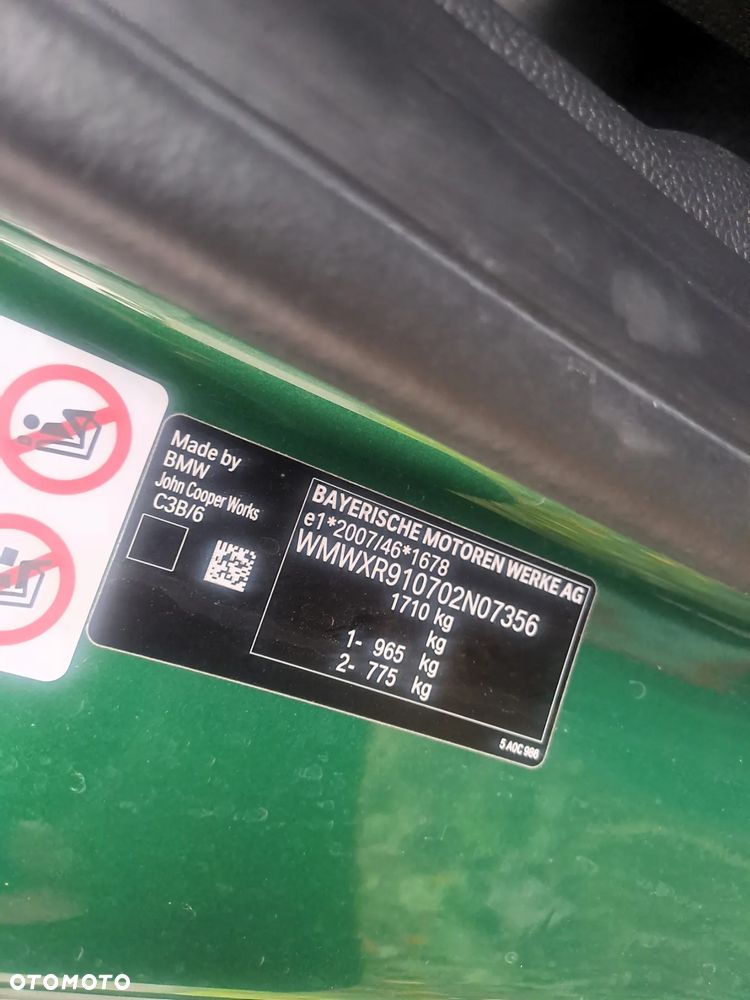 Made by
BMW
John Cooper Works
C3B/6
BAYERISCHE MOTOREN WERKE AG
e1*2007/46*1678
WMWXR910702N07356
1710 kg
kg
1- 965 kg
2- 775 kg
5 A0C 986
OTOMOTO